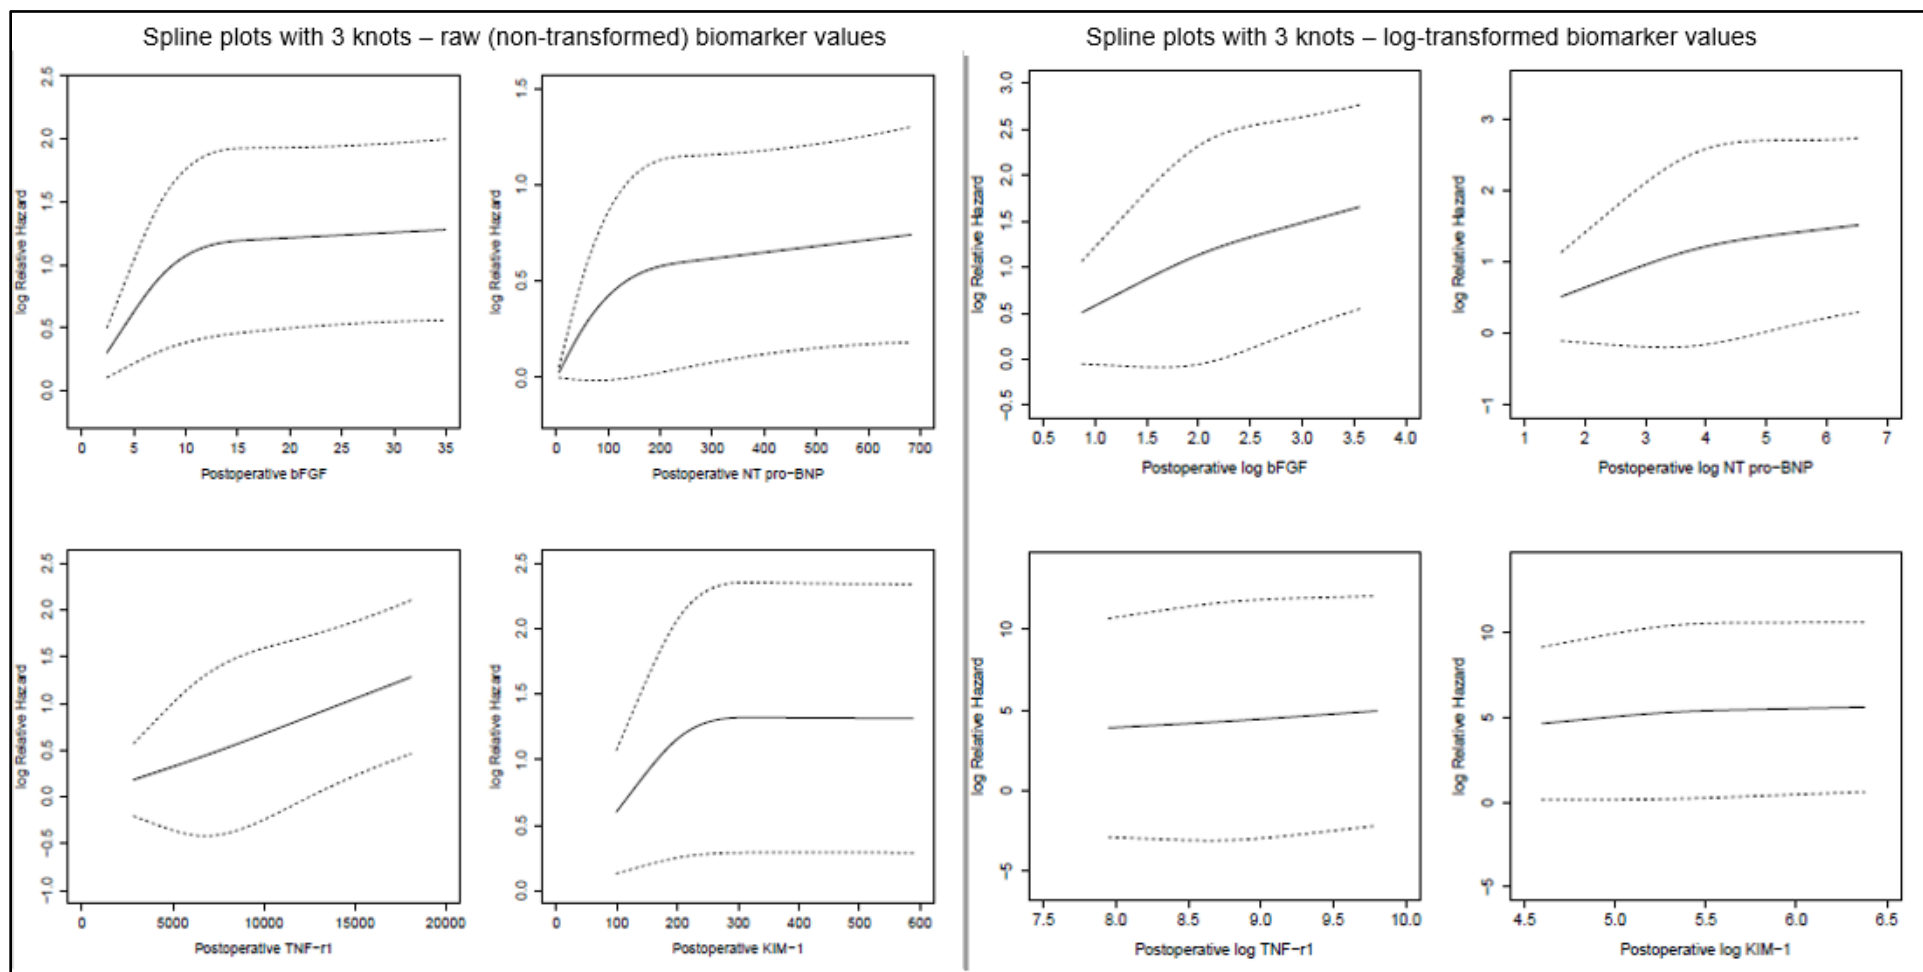 Spline plots with 3 knots – raw (non-transformed) biomarker values
Spline plots with 3 knots – log-transformed biomarker values
log Relative Hazard
0.0 0.5 1.0 1.5 2.0 2.5
0 5 10 15 20 25 30 35
Postoperative bFGF
log Relative Hazard
0.0 0.5 1.0 1.5
0 100 200 300 400 500 600 700
Postoperative NT pro−BNP
log Relative Hazard
−0.5 0.0 0.5 1.0 1.5 2.0 2.5 3.0
0.5 1.0 1.5 2.0 2.5 3.0 3.5 4.0
Postoperative log bFGF
log Relative Hazard
−1 0 1 2 3
1 2 3 4 5 6 7
Postoperative log NT pro−BNP
log Relative Hazard
−1.0 −0.5 0.0 0.5 1.0 1.5 2.0 2.5
0 5000 10000 15000 20000
Postoperative TNF−r1
log Relative Hazard
0.0 0.5 1.0 1.5 2.0 2.5
0 100 200 300 400 500 600
Postoperative KIM−1
log Relative Hazard
−5 0 5 10
7.5 8.0 8.5 9.0 9.5 10.0
Postoperative log TNF−r1
log Relative Hazard
−5 0 5 10
4.5 5.0 5.5 6.0 6.5
Postoperative log KIM−1